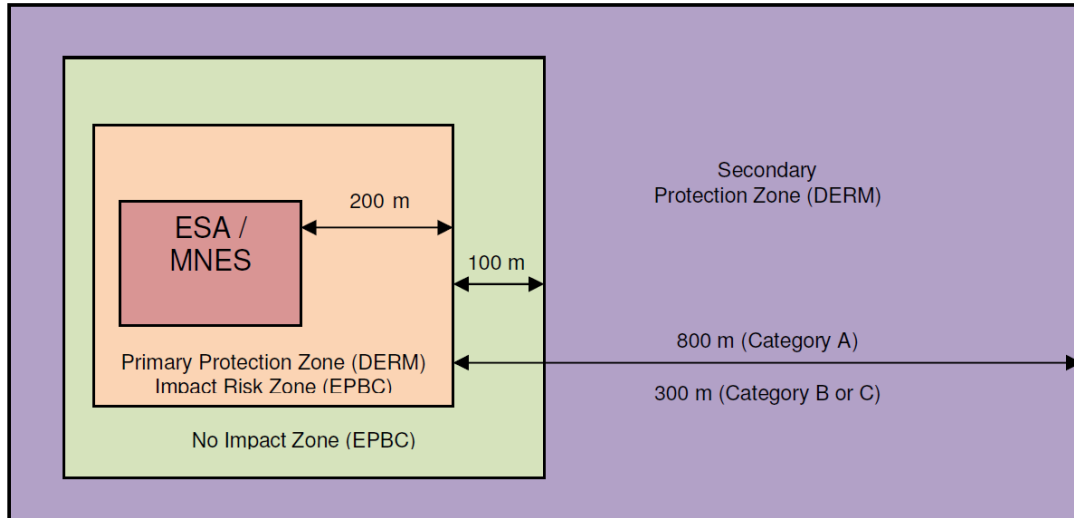 Secondary
Protection Zone (DERM)
200 m
ESA /
MNES
100 m
800 m (Category A)
Primary Protection Zone (DERM)
Impact Risk Zone (EPBC)
300 m (Category B or C)
No Impact Zone (EPBC)